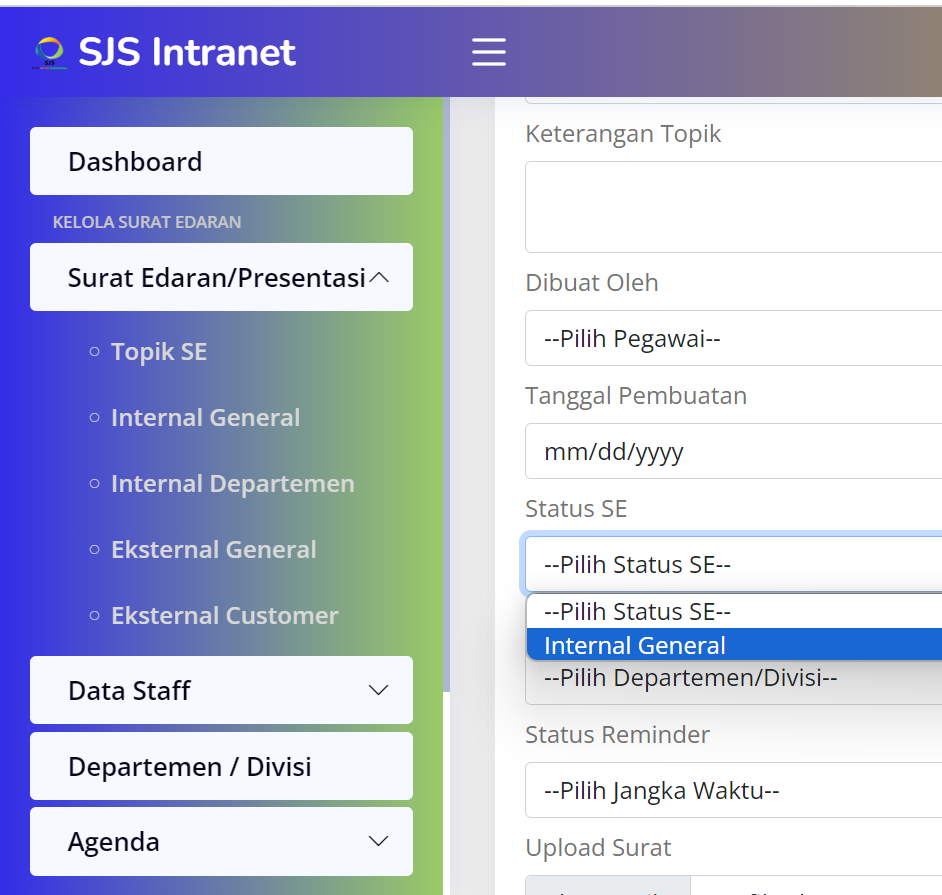 SJS Intranet
SJS
Dashboard
KELOLA SURAT EDARAN
Surat Edaran/Presentasi
Topik SE
Internal General
Internal Departemen
Eksternal General
Eksternal Customer
Data Staff
Departemen / Divisi
Agenda
Keterangan Topik
Dibuat Oleh
--Pilih Pegawai--
Tanggal Pembuatan
mm/dd/yyyy
Status SE
--Pilih Status SE--
--Pilih Status SE--
Internal General
--Pilih Departemen/Divisi--
Status Reminder
--Pilih Jangka Waktu--
Upload Surat